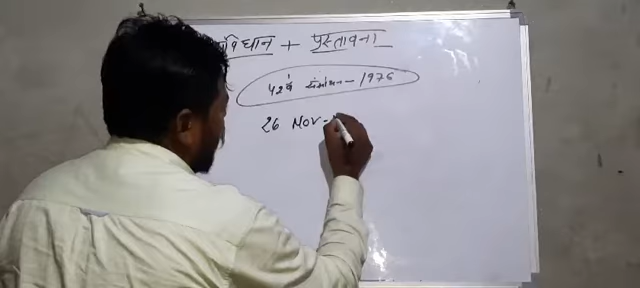 विधान + प्रस्तावना
42वें संशोधन - 1976
26 Nov -